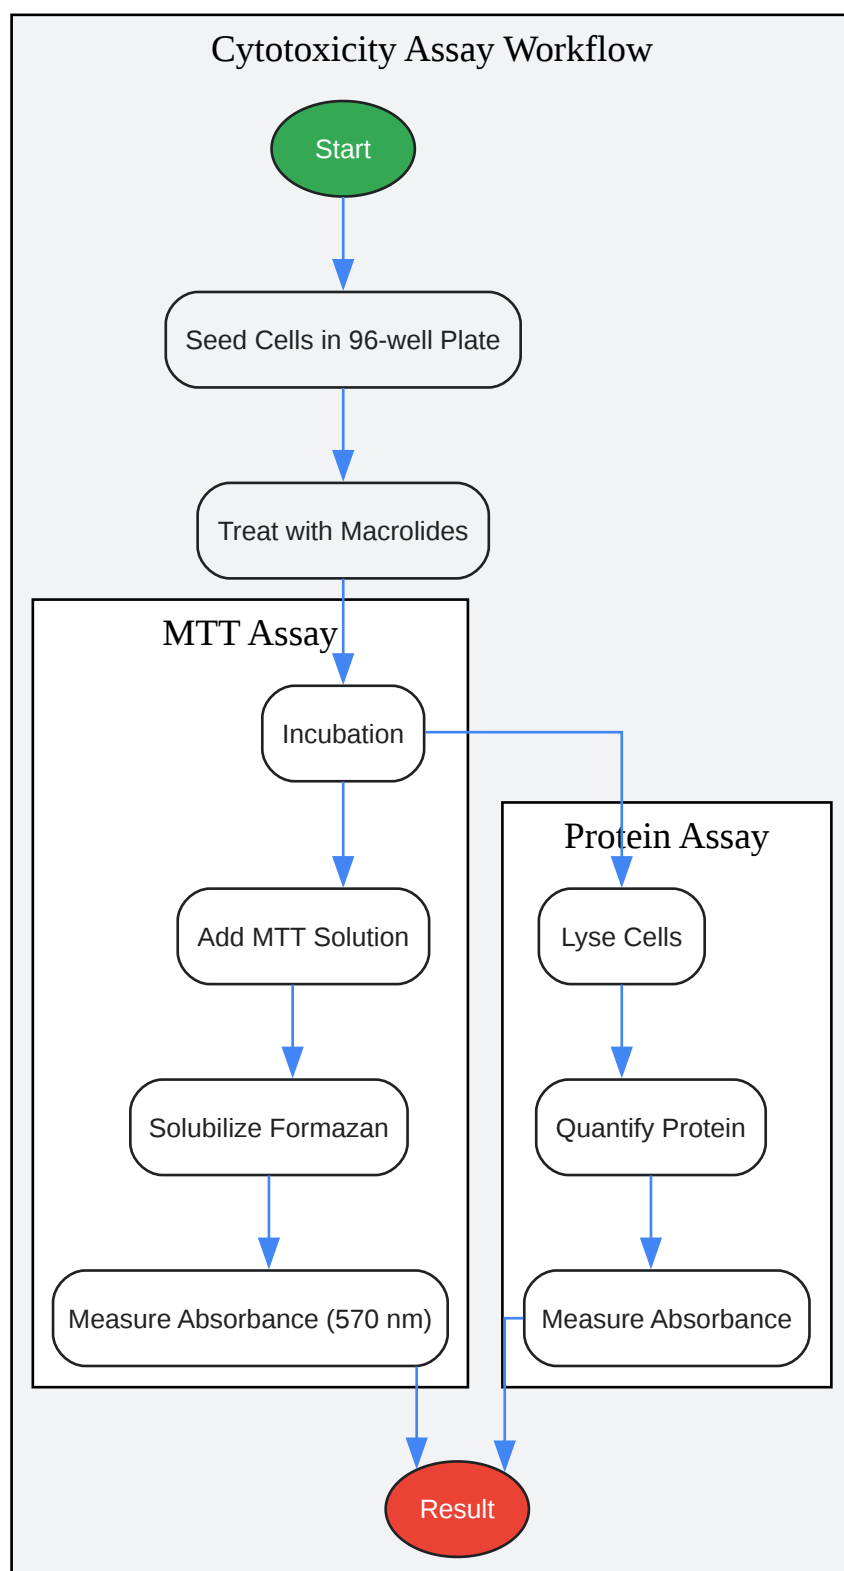 Cytotoxicity Assay Workflow
Start
Seed Cells in 96-well Plate
Treat with Macrolides
MTT Assay
Incubation
Add MTT Solution
Solubilize Formazan
Measure Absorbance (570 nm)
Protein Assay
Lyse Cells
Quantify Protein
Measure Absorbance
Result